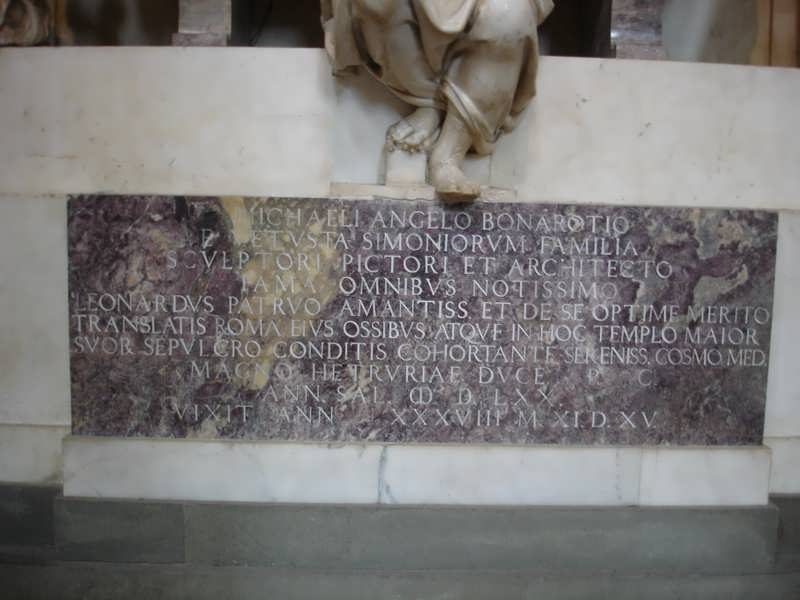 MICHAELI ANGELO BONAROTIO
E VETVSTA SIMONIORVM FAMILIA
SCVLPTORI PICTORI ET ARCHITECTO
FAMA OMNIBVS NOTISSIMO
LEONARDVS PATRVO AMANTISS. ET DE SE OPTIME MERITO
TRANSLATIS ROMA EIVS OSSIBVS ATQVE IN HOC TEMPLO MAIOR
SVOR SEPVLCRO CONDITIS COHORTANTE SERENISS. COSMO MED.
MAGNO HETRVRIAE DVCE P. C.
ANN. SAL. CIↃ D LXX
VIXIT ANN XXXVIII M. XI. D. XV